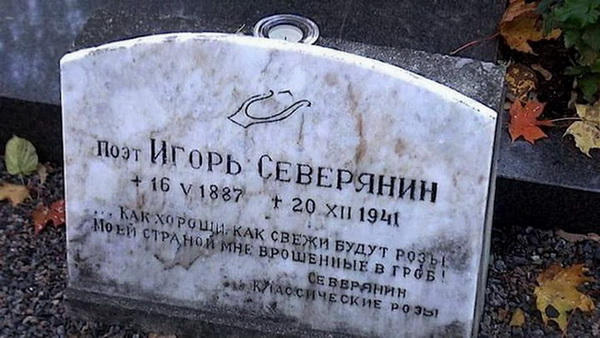 Поэт ИГОРЬ СЕВЕРЯНИН
+ 16 V 1887 + 20 XII 1941
... КАК ХОРОШИ, КАК СВЕЖИ БУДУТ РОЗЫ,
МОЕЙ СТРАНОЙ МНЕ БРОШЕННЫЕ В ГРОБ!
СЕВЕРЯНИН
КЛАССИЧЕСКИЕ РОЗЫ